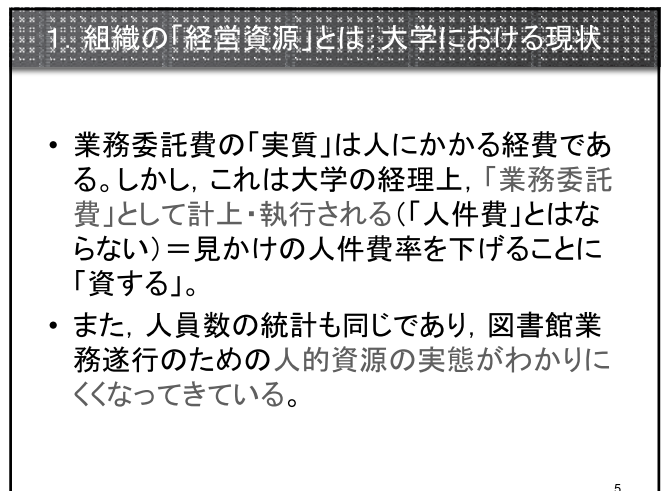 1. 組織の「経営資源」とは:大学における現状
• 業務委託費の「実質」は人にかかる経費であ
る。しかし，これは大学の経理上，「業務委託
費」として計上・執行される（「人件費」とはな
らない）＝見かけの人件費率を下げることに
「資する」。
• また，人員数の統計も同じであり，図書館業
務遂行のための人的資源の実態がわかりに
くくなってきている。
5